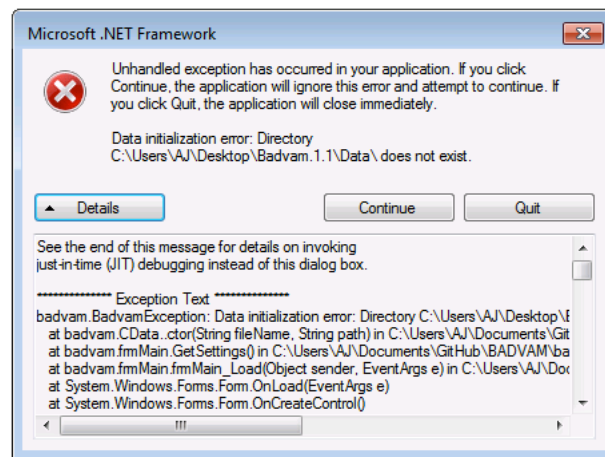 Microsoft .NET Framework
Unhandled exception has occurred in your application. If you click
Continue, the application will ignore this error and attempt to continue. If
you click Quit, the application will close immediately.
Data initialization error: Directory
C:\Users\AJ\Desktop\Badvam.1.1\Data\ does not exist.
Details
Continue
Quit
See the end of this message for details on invoking
just-in-time (JIT) debugging instead of this dialog box.
************** Exception Text **************
badvam.BadvamException: Data initialization error: Directory C:\Users\AJ\Desktop\
at badvam.CData..ctor(String fileName, String path) in C:\Users\AJ\Documents\Git
at badvam.frmMain.GetSettings() in C:\Users\AJ\Documents\GitHub\BADVAM\ba
at badvam.frmMain.frmMain_Load(Object sender, EventArgs e) in C:\Users\AJ\Doc
at System.Windows.Forms.Form.OnLoad(EventArgs e)
at System.Windows.Forms.Form.OnCreateControl()